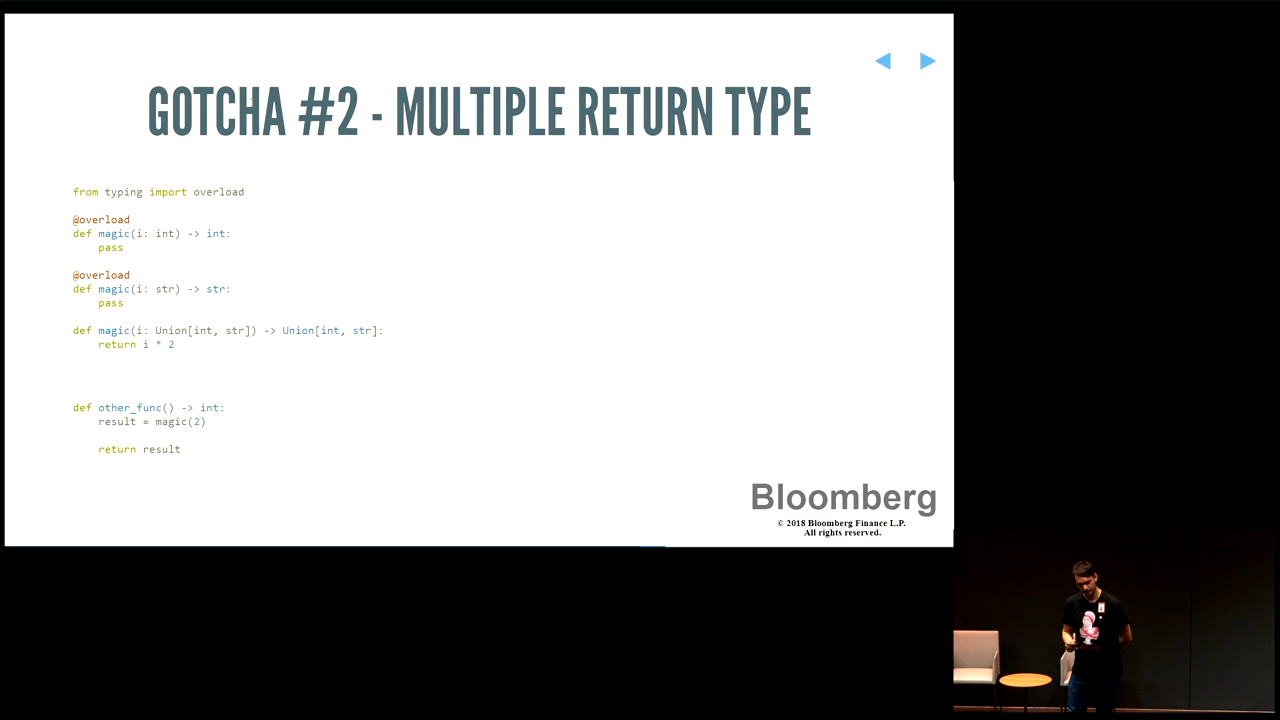 GOTCHA #2 - MULTIPLE RETURN TYPE
from typing import overload
@overload
def magic(i: int) -> int:
    pass
@overload
def magic(i: str) -> str:
    pass
def magic(i: Union[int, str]) -> Union[int, str]:
    return i * 2
def other_func() -> int:
    result = magic(2)
    return result
Bloomberg
© 2018 Bloomberg Finance L.P.
All rights reserved.